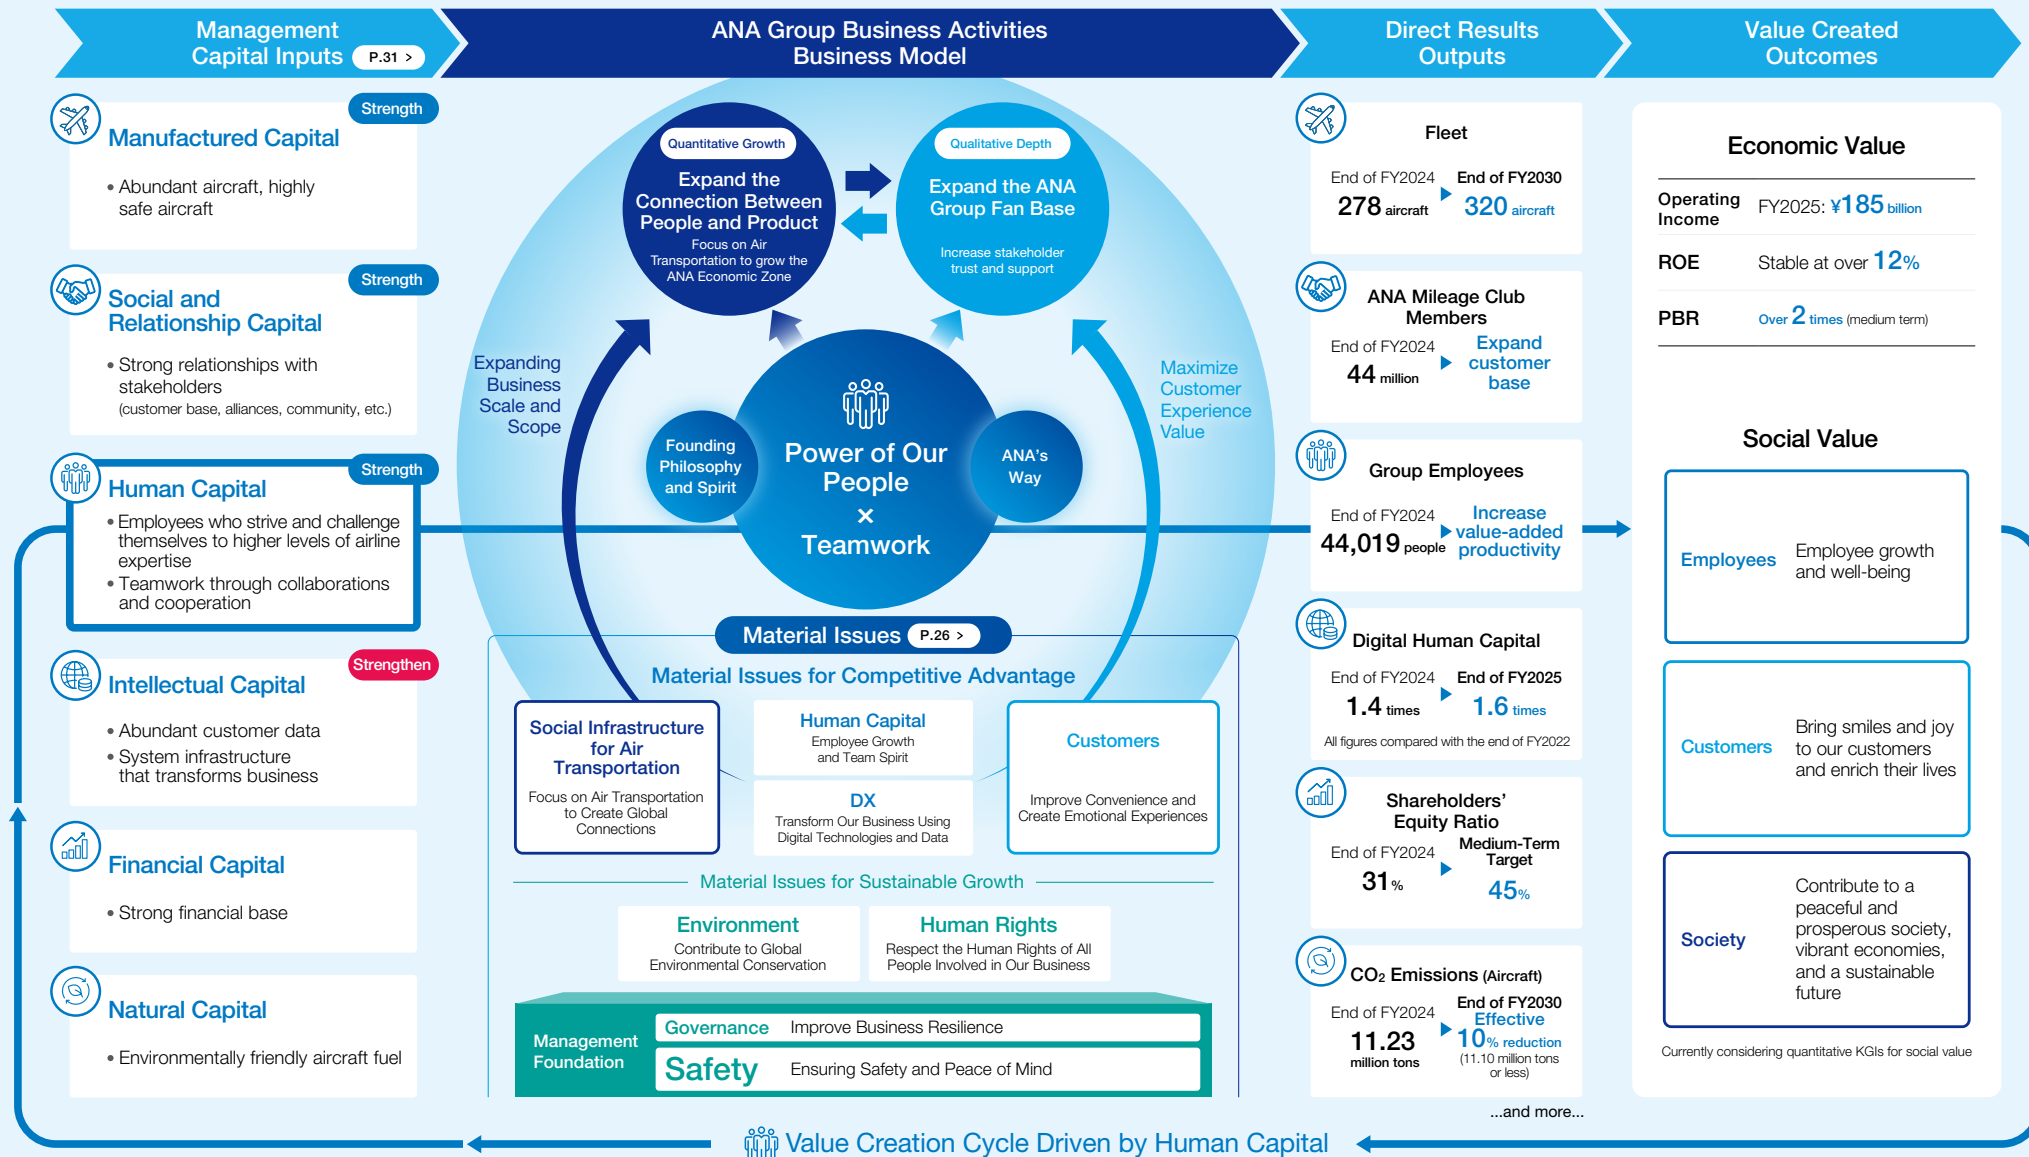 Management
Capital Inputs P.31 >
ANA Group Business Activities
Business Model
Direct Results
Outputs
Value Created
Outcomes
Strength
Manufactured Capital
• Abundant aircraft, highly
safe aircraft
Strength
Social and
Relationship Capital
• Strong relationships with
stakeholders
(customer base, alliances, community, etc.)
Strength
Human Capital
• Employees who strive and challenge
themselves to higher levels of airline
expertise
• Teamwork through collaborations
and cooperation
Strengthen
Intellectual Capital
• Abundant customer data
• System infrastructure
that transforms business
Financial Capital
• Strong financial base
Natural Capital
• Environmentally friendly aircraft fuel
Quantitative Growth
Expand the
Connection Between
People and Product
Focus on Air
Transportation to grow the
ANA Economic Zone
Qualitative Depth
Expand the ANA
Group Fan Base
Increase stakeholder
trust and support
Expanding
Business
Scale and
Scope
Maximize
Customer
Experience
Value
Founding
Philosophy
and Spirit
Power of Our
People
×
Teamwork
ANA's
Way
Material Issues P.26 >
Material Issues for Competitive Advantage
Social Infrastructure
for Air
Transportation
Focus on Air Transportation
to Create Global
Connections
Human Capital
Employee Growth
and Team Spirit
DX
Transform Our Business Using
Digital Technologies and Data
Customers
Improve Convenience and
Create Emotional Experiences
Material Issues for Sustainable Growth
Environment
Contribute to Global
Environmental Conservation
Human Rights
Respect the Human Rights of All
People Involved in Our Business
Management
Foundation
Governance Improve Business Resilience
Safety Ensuring Safety and Peace of Mind
Fleet
End of FY2024 End of FY2030
278 aircraft 320 aircraft
ANA Mileage Club
Members
End of FY2024
44 million
Expand
customer
base
Group Employees
End of FY2024
44,019 people
Increase
value-added
productivity
Digital Human Capital
End of FY2024 End of FY2025
1.4 times 1.6 times
All figures compared with the end of FY2022
Shareholders'
Equity Ratio
End of FY2024
31%
Medium-Term
Target
45%
CO₂ Emissions (Aircraft)
End of FY2024
11.23
million tons
End of FY2030
Effective
10% reduction
(11.10 million tons
or less)
...and more...
Economic Value
Operating
Income
FY2025: ¥185 billion
ROE Stable at over 12%
PBR Over 2 times (medium term)
Social Value
Employees
Employee growth
and well-being
Customers
Bring smiles and joy
to our customers
and enrich their lives
Society
Contribute to a
peaceful and
prosperous society,
vibrant economies,
and a sustainable
future
Currently considering quantitative KGIs for social value
Value Creation Cycle Driven by Human Capital